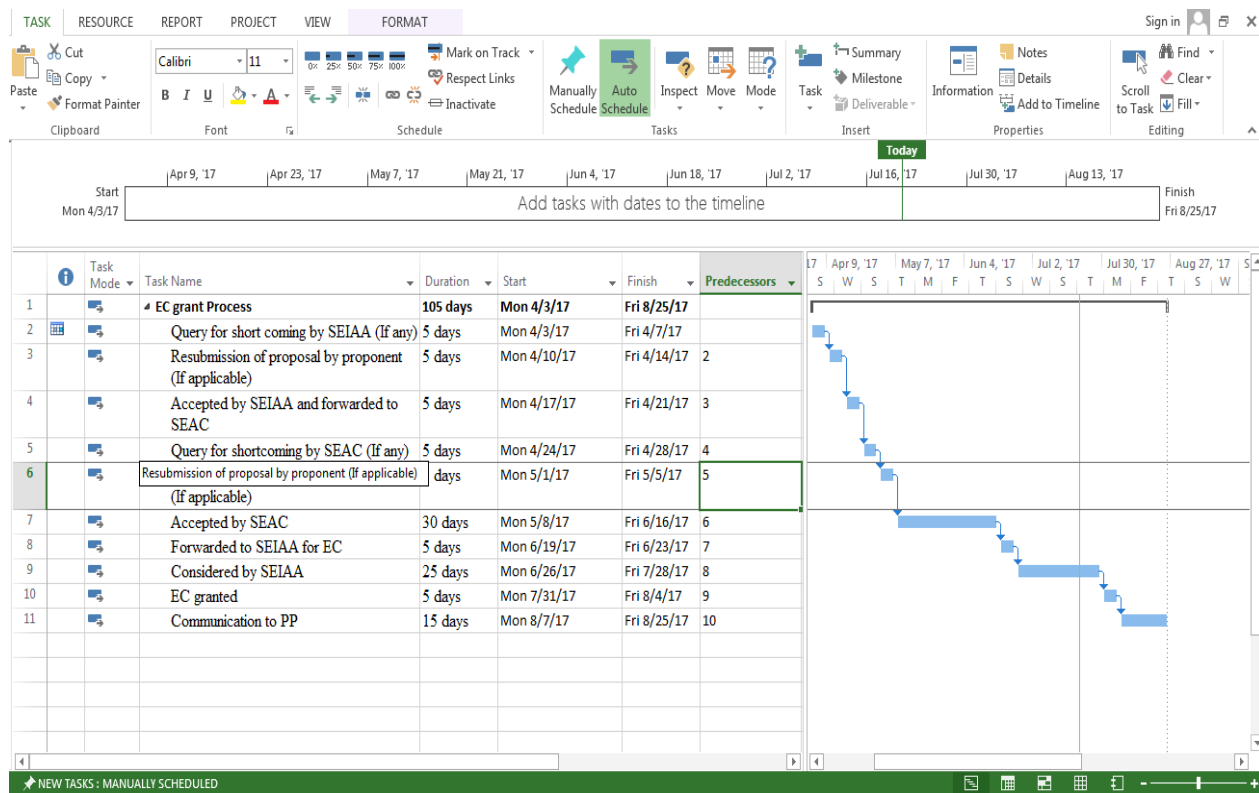 TASK RESOURCE REPORT PROJECT VIEW FORMAT Sign in
Cut
Copy
Format Painter
Paste
Clipboard
Calibri 11
B I U A
Font
0% 25% 50% 75% 100%
Mark on Track
Respect Links
Inactivate
Schedule
Manually Schedule
Auto Schedule
Inspect Move Mode
Tasks
Task
Summary
Milestone
Deliverable
Insert
Information
Notes
Details
Add to Timeline
Properties
Scroll to Task
Find
Clear
Fill
Editing
Today
Apr 9, '17 Apr 23, '17 May 7, '17 May 21, '17 Jun 4, '17 Jun 18, '17 Jul 2, '17 Jul 16, '17 Jul 30, '17 Aug 13, '17
Start
Mon 4/3/17
Add tasks with dates to the timeline
Finish
Fri 8/25/17
Task Mode Task Name Duration Start Finish Predecessors
17 Apr 9, '17 May 7, '17 Jun 4, '17 Jul 2, '17 Jul 30, '17 Aug 27, '17 S
S W S T M F T S W S T M F T S W
1 EC grant Process 105 days Mon 4/3/17 Fri 8/25/17
2 Query for short coming by SEIAA (If any) 5 days Mon 4/3/17 Fri 4/7/17
3 Resubmission of proposal by proponent 5 days Mon 4/10/17 Fri 4/14/17 2
(If applicable)
4 Accepted by SEIAA and forwarded to 5 days Mon 4/17/17 Fri 4/21/17 3
SEAC
5 Query for shortcoming by SEAC (If any) 5 days Mon 4/24/17 Fri 4/28/17 4
6 Resubmission of proposal by proponent (If applicable) days Mon 5/1/17 Fri 5/5/17 5
(If applicable)
7 Accepted by SEAC 30 days Mon 5/8/17 Fri 6/16/17 6
8 Forwarded to SEIAA for EC 5 days Mon 6/19/17 Fri 6/23/17 7
9 Considered by SEIAA 25 days Mon 6/26/17 Fri 7/28/17 8
10 EC granted 5 days Mon 7/31/17 Fri 8/4/17 9
11 Communication to PP 15 days Mon 8/7/17 Fri 8/25/17 10
NEW TASKS : MANUALLY SCHEDULED